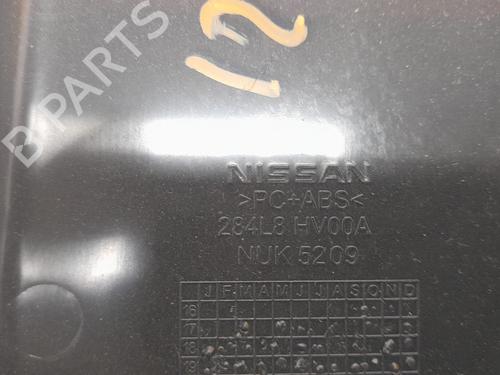 12
B PARTS
NISSAN
>PC+ABS<
284L8 HV00A
NUK 5209
J F M A M J J A S O N D
16
17
18
19